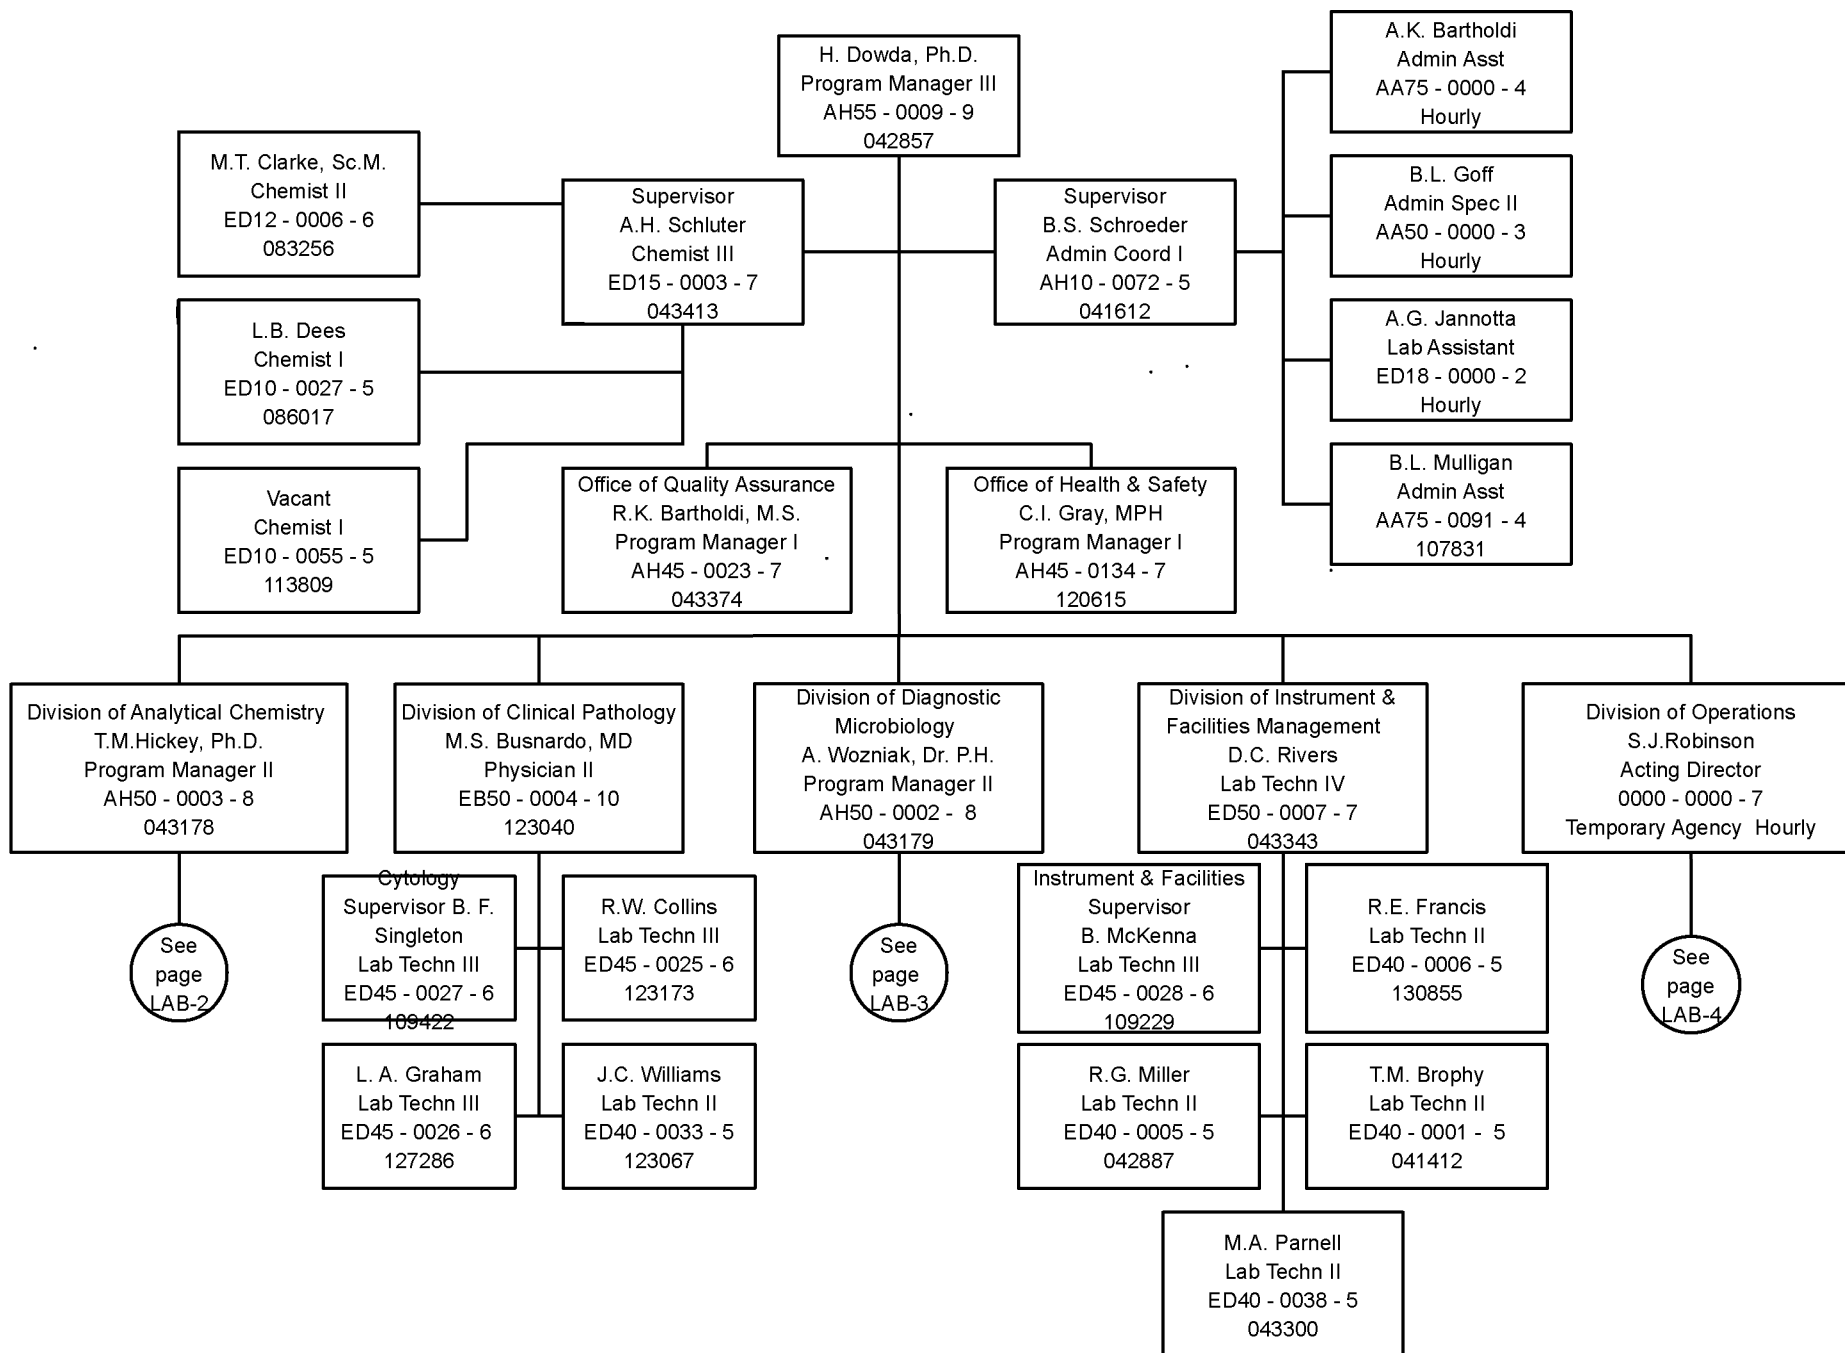 H. Dowda, Ph.D.
Program Manager III
AH55 - 0009 - 9
042857
A.K. Bartholdi
Admin Asst
AA75 - 0000 - 4
Hourly
M.T. Clarke, Sc.M.
Chemist II
ED12 - 0006 - 6
083256
Supervisor
A.H. Schluter
Chemist III
ED15 - 0003 - 7
043413
Supervisor
B.S. Schroeder
Admin Coord I
AH10 - 0072 - 5
041612
B.L. Goff
Admin Spec II
AA50 - 0000 - 3
Hourly
L.B. Dees
Chemist I
ED10 - 0027 - 5
086017
A.G. Jannotta
Lab Assistant
ED18 - 0000 - 2
Hourly
Vacant
Chemist I
ED10 - 0055 - 5
113809
Office of Quality Assurance
R.K. Bartholdi, M.S.
Program Manager I
AH45 - 0023 - 7
043374
Office of Health & Safety
C.I. Gray, MPH
Program Manager I
AH45 - 0134 - 7
120615
B.L. Mulligan
Admin Asst
AA75 - 0091 - 4
107831
Division of Analytical Chemistry
T.M.Hickey, Ph.D.
Program Manager II
AH50 - 0003 - 8
043178
Division of Clinical Pathology
M.S. Busnardo, MD
Physician II
EB50 - 0004 - 10
123040
Division of Diagnostic
Microbiology
A. Wozniak, Dr. P.H.
Program Manager II
AH50 - 0002 -  8
043179
Division of Instrument &
Facilities Management
D.C. Rivers
Lab Techn IV
ED50 - 0007 - 7
043343
Division of Operations
S.J.Robinson
Acting Director
0000 - 0000 - 7
Temporary Agency  Hourly
See
page
LAB-2
Cytology
Supervisor B. F.
Singleton
Lab Techn III
ED45 - 0027 - 6
109422
R.W. Collins
Lab Techn III
ED45 - 0025 - 6
123173
See
page
LAB-3
Instrument & Facilities
Supervisor
B. McKenna
Lab Techn III
ED45 - 0028 - 6
109229
R.E. Francis
Lab Techn II
ED40 - 0006 - 5
130855
See
page
LAB-4
L. A. Graham
Lab Techn III
ED45 - 0026 - 6
127286
J.C. Williams
Lab Techn II
ED40 - 0033 - 5
123067
R.G. Miller
Lab Techn II
ED40 - 0005 - 5
042887
T.M. Brophy
Lab Techn II
ED40 - 0001 -  5
041412
M.A. Parnell
Lab Techn II
ED40 - 0038 - 5
043300